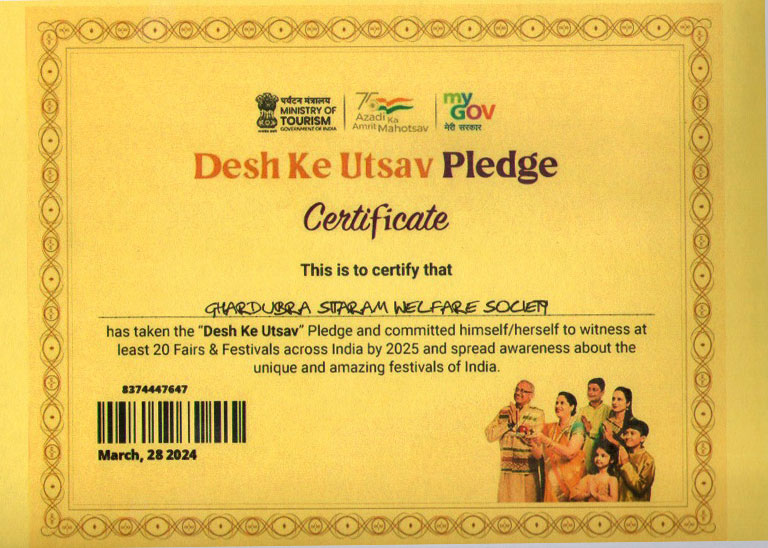 पर्यटन मंत्रालय
MINISTRY OF
TOURISM
GOVERNMENT OF INDIA
75
Azadi Ka
Amrit Mahotsav
my
GOV
मेरी सरकार
Desh Ke Utsav Pledge
Certificate
This is to certify that
GHARDUBRA SITARAM WELFARE SOCIETY
has taken the "Desh Ke Utsav" Pledge and committed himself/herself to witness at
least 20 Fairs & Festivals across India by 2025 and spread awareness about the
unique and amazing festivals of India.
8374447647
March, 28 2024